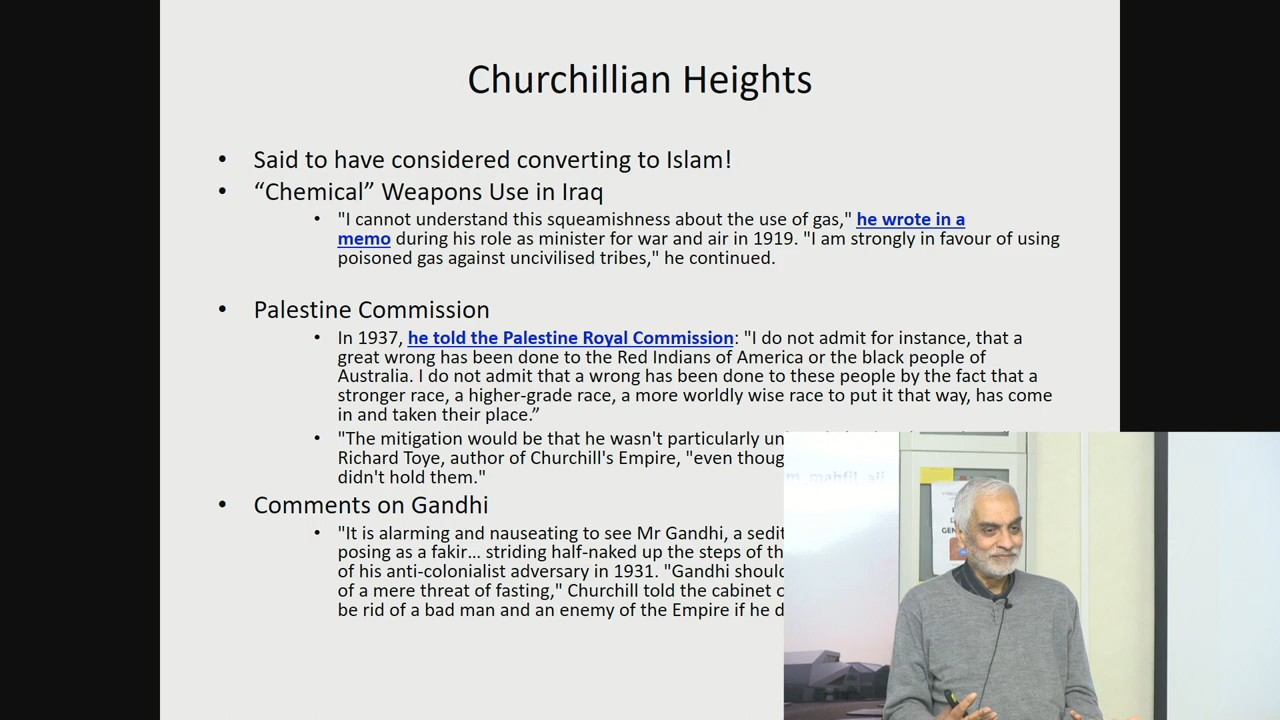 Churchillian Heights
• Said to have considered converting to Islam!
• “Chemical” Weapons Use in Iraq
• "I cannot understand this squeamishness about the use of gas," he wrote in a
memo during his role as minister for war and air in 1919. "I am strongly in favour of using
poisoned gas against uncivilised tribes," he continued.
• Palestine Commission
• In 1937, he told the Palestine Royal Commission: "I do not admit for instance, that a
great wrong has been done to the Red Indians of America or the black people of
Australia. I do not admit that a wrong has been done to these people by the fact that a
stronger race, a higher-grade race, a more worldly wise race to put it that way, has come
in and taken their place.”
• "The mitigation would be that he wasn't particularly
Richard Toye, author of Churchill's Empire, "even
didn't hold them."
• Comments on Gandhi
• "It is alarming and nauseating to see Mr Gandhi, a
posing as a fakir... striding half-naked up the steps of
of his anti-colonialist adversary in 1931. "Gandhi
of a mere threat of fasting," Churchill told the cabinet
be rid of a bad man and an enemy of the Empire if he
mahfil ali